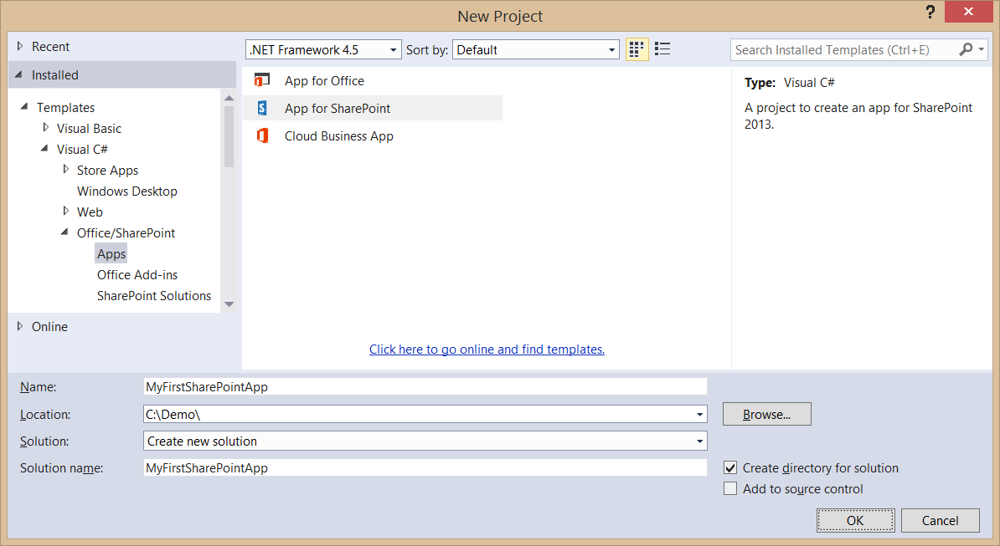 New Project
?
Recent
.NET Framework 4.5
Sort by:
Default
Search Installed Templates (Ctrl+E)
Installed
Templates
Visual Basic
Visual C#
Store Apps
Windows Desktop
Web
Office/SharePoint
Apps
Office Add-ins
SharePoint Solutions
Online
App for Office
App for SharePoint
Cloud Business App
Click here to go online and find templates.
Type: Visual C#
A project to create an app for SharePoint
2013.
Name:
MyFirstSharePointApp
Location:
C:\Demo\
Browse...
Solution:
Create new solution
Solution name:
MyFirstSharePointApp
Create directory for solution
Add to source control
OK
Cancel